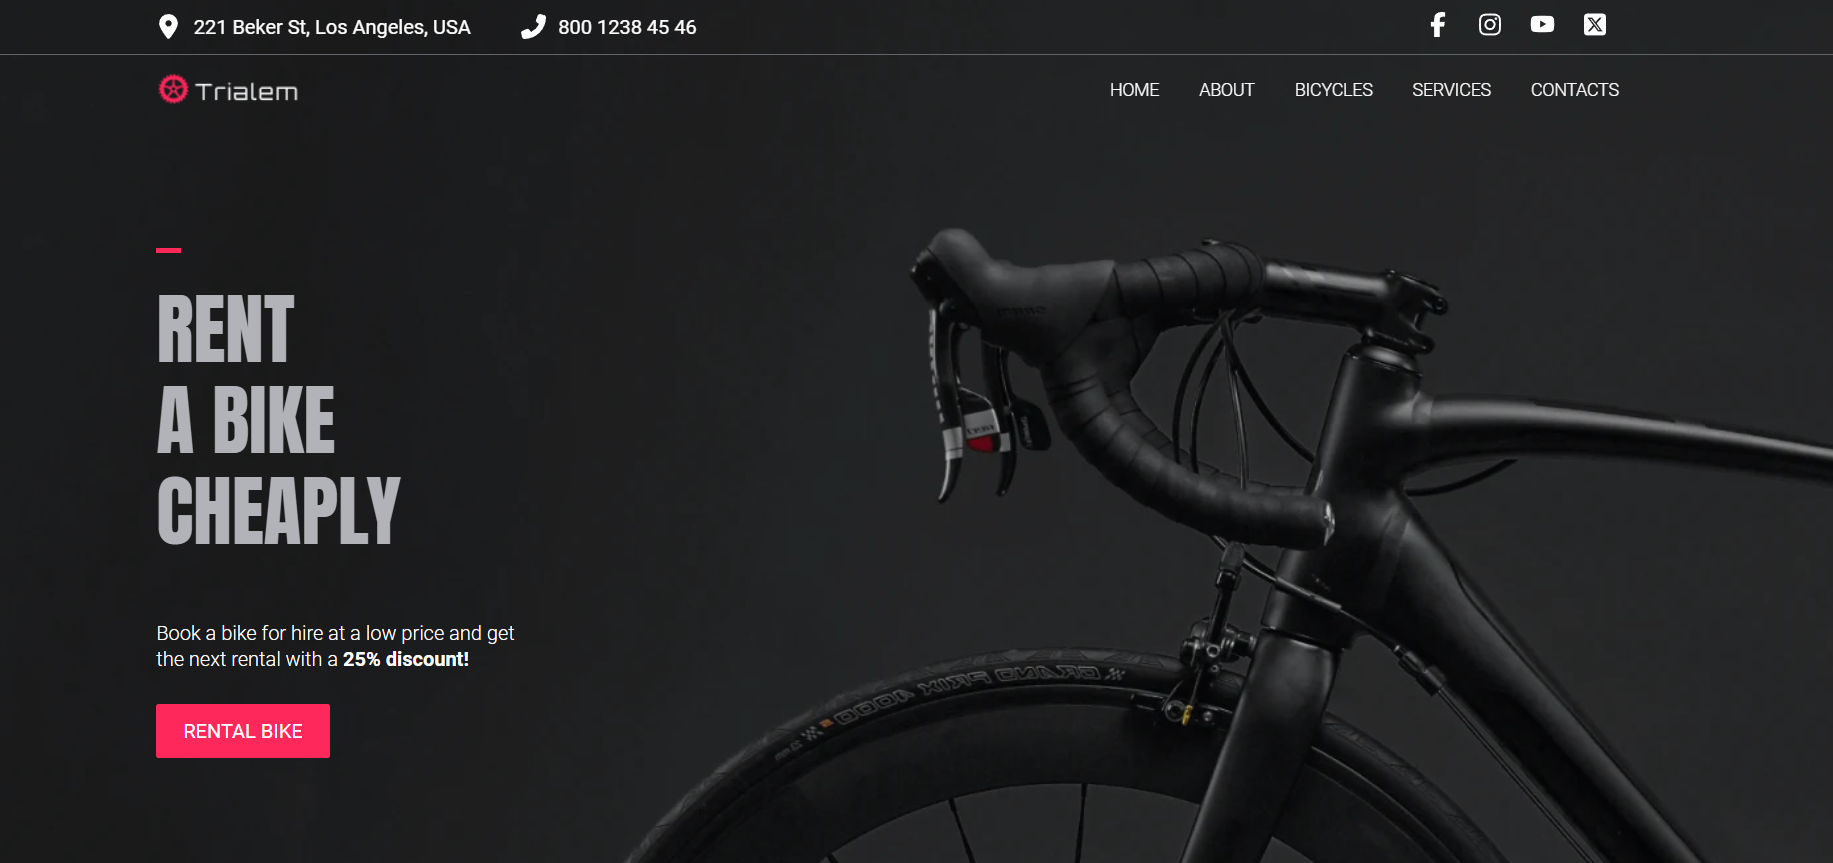 221 Beker St, Los Angeles, USA
800 1238 45 46
Trialem
HOME ABOUT BICYCLES SERVICES CONTACTS
RENT
A BIKE
CHEAPLY
Book a bike for hire at a low price and get
the next rental with a 25% discount!
RENTAL BIKE
GRAND PRIX 4000